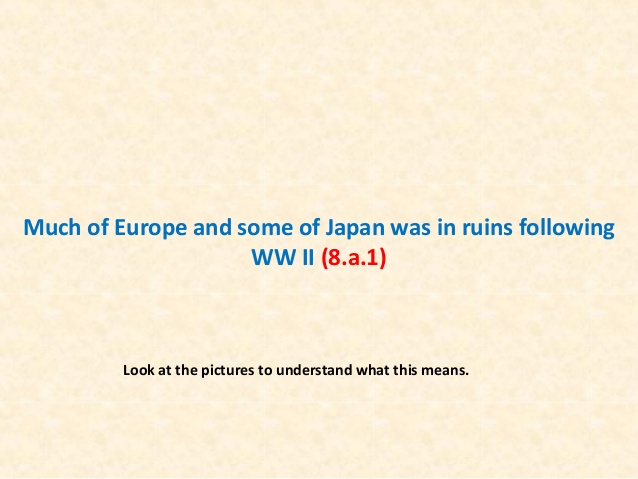 Much of Europe and some of Japan was in ruins following
WW II (8.a.1)
Look at the pictures to understand what this means.